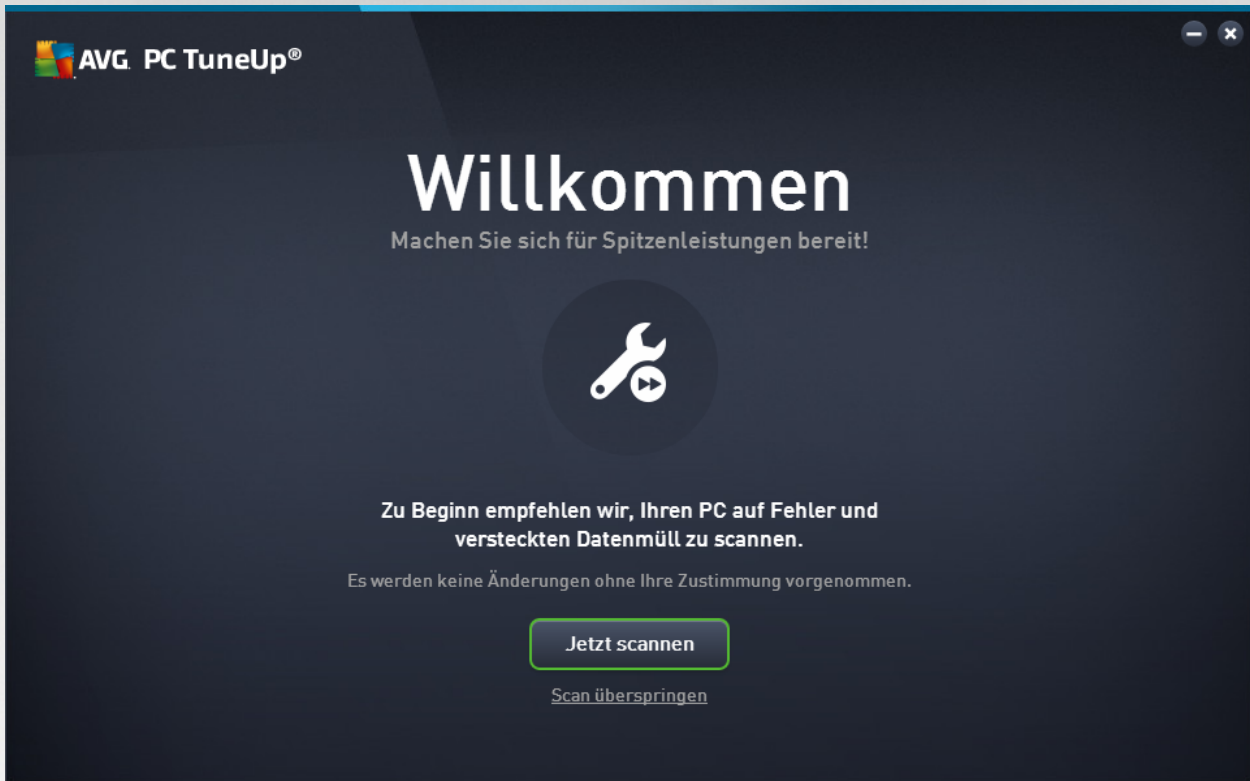 AVG. PC TuneUp®
Willkommen
Machen Sie sich für Spitzenleistungen bereit!
Zu Beginn empfehlen wir, Ihren PC auf Fehler und
versteckten Datenmüll zu scannen.
Es werden keine Änderungen ohne Ihre Zustimmung vorgenommen.
Jetzt scannen
Scan überspringen